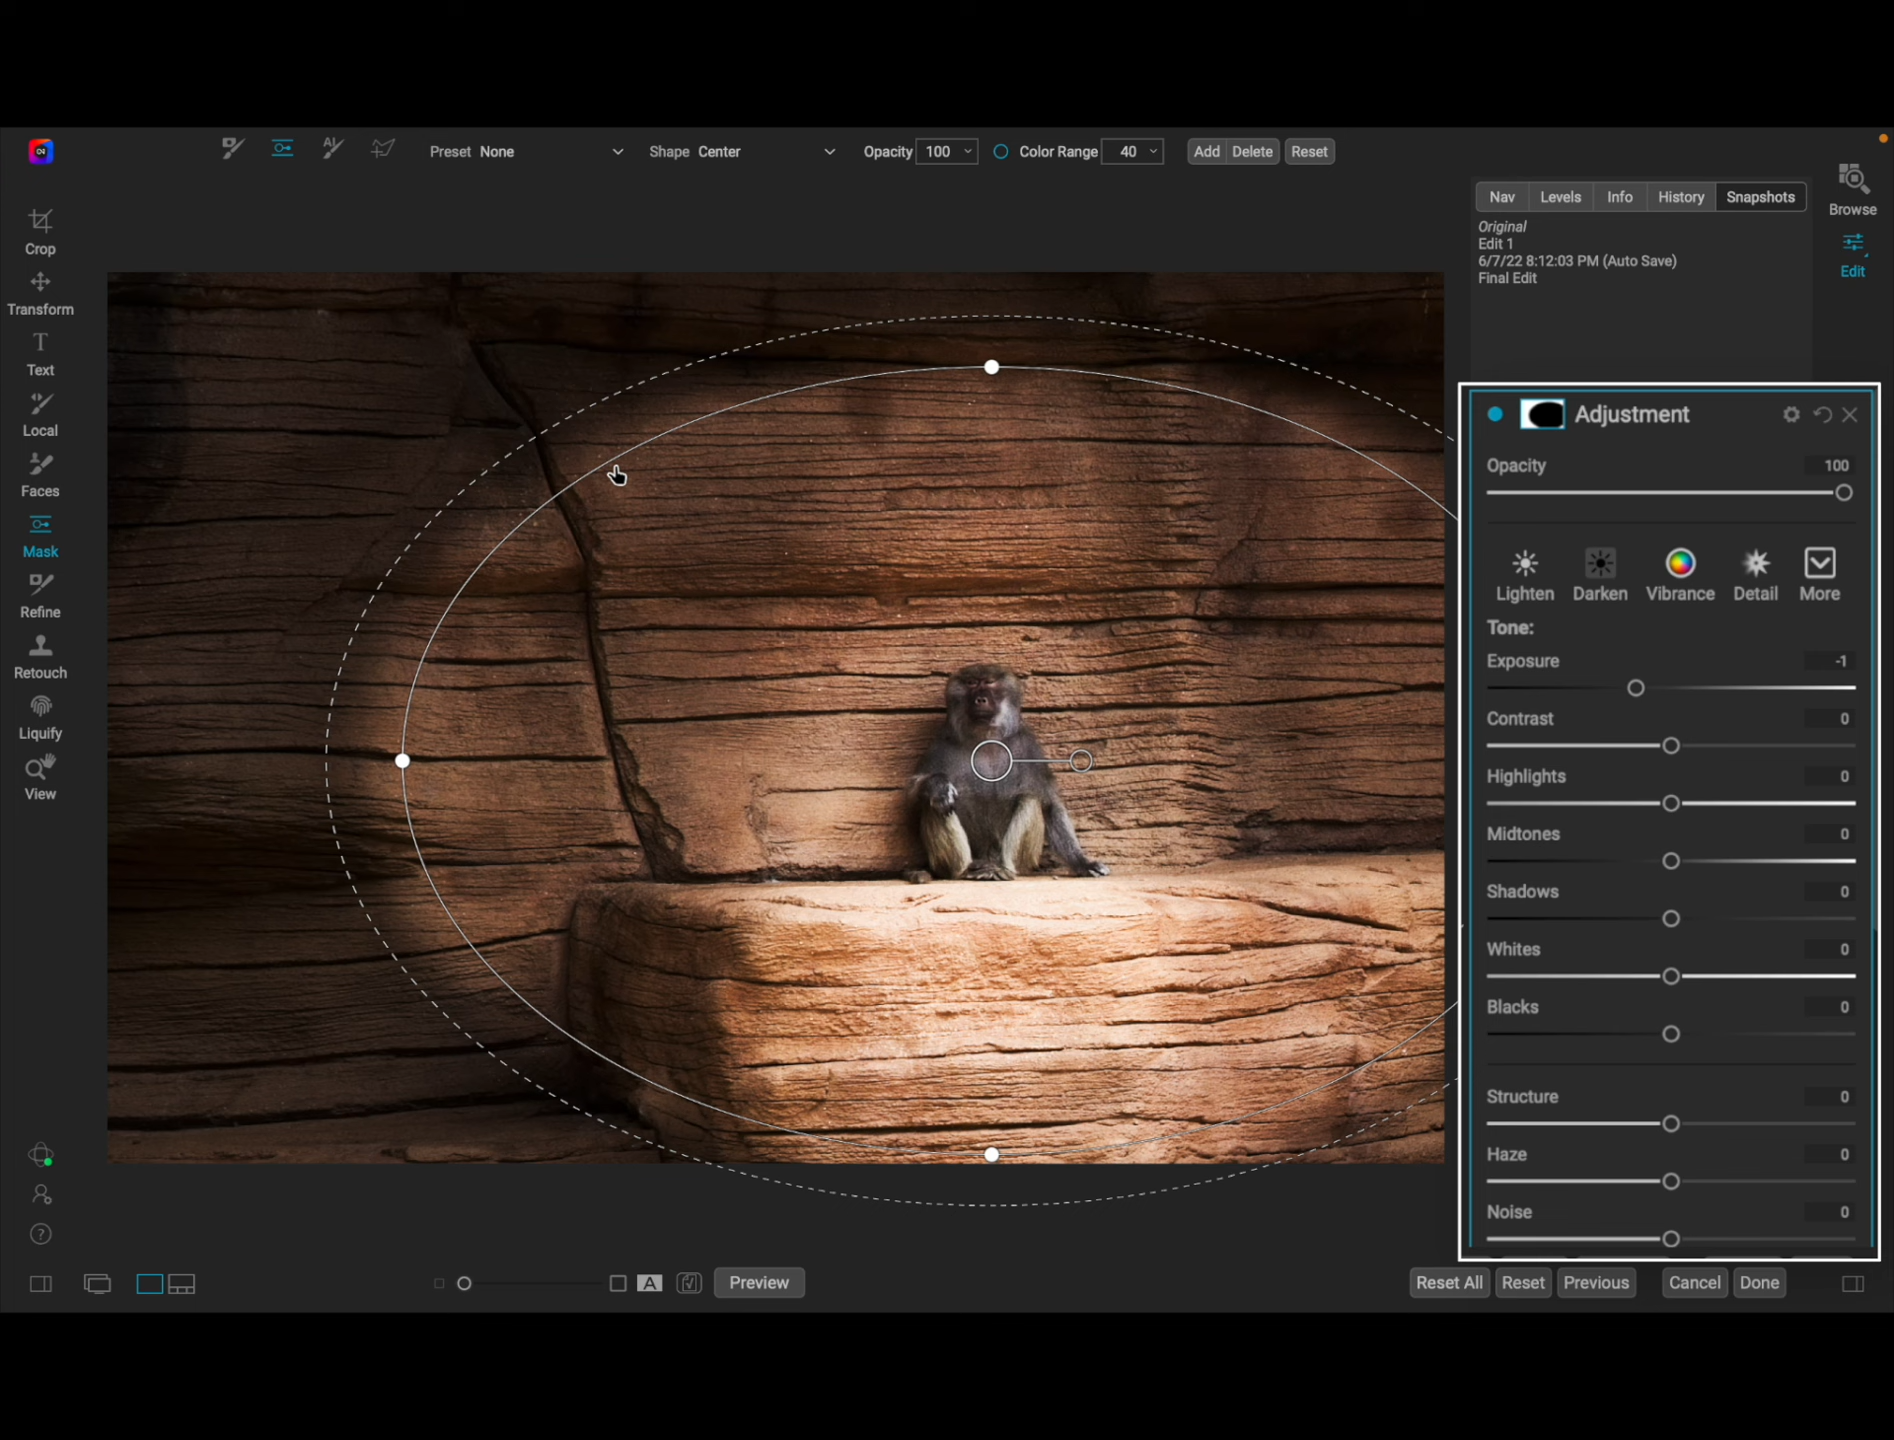 Preset None Shape Center Opacity 100 Color Range 40 Add Delete Reset
Nav Levels Info History Snapshots
Original
Edit 1
6/7/22 8:12:03 PM (Auto Save)
Final Edit
Browse
Edit
Crop
Transform
Text
Local
Faces
Mask
Refine
Retouch
Liquify
View
Adjustment
Opacity 100
Lighten Darken Vibrance Detail More
Tone:
Exposure -1
Contrast 0
Highlights 0
Midtones 0
Shadows 0
Whites 0
Blacks 0
Structure 0
Haze 0
Noise 0
A Preview
Reset All Reset Previous Cancel Done